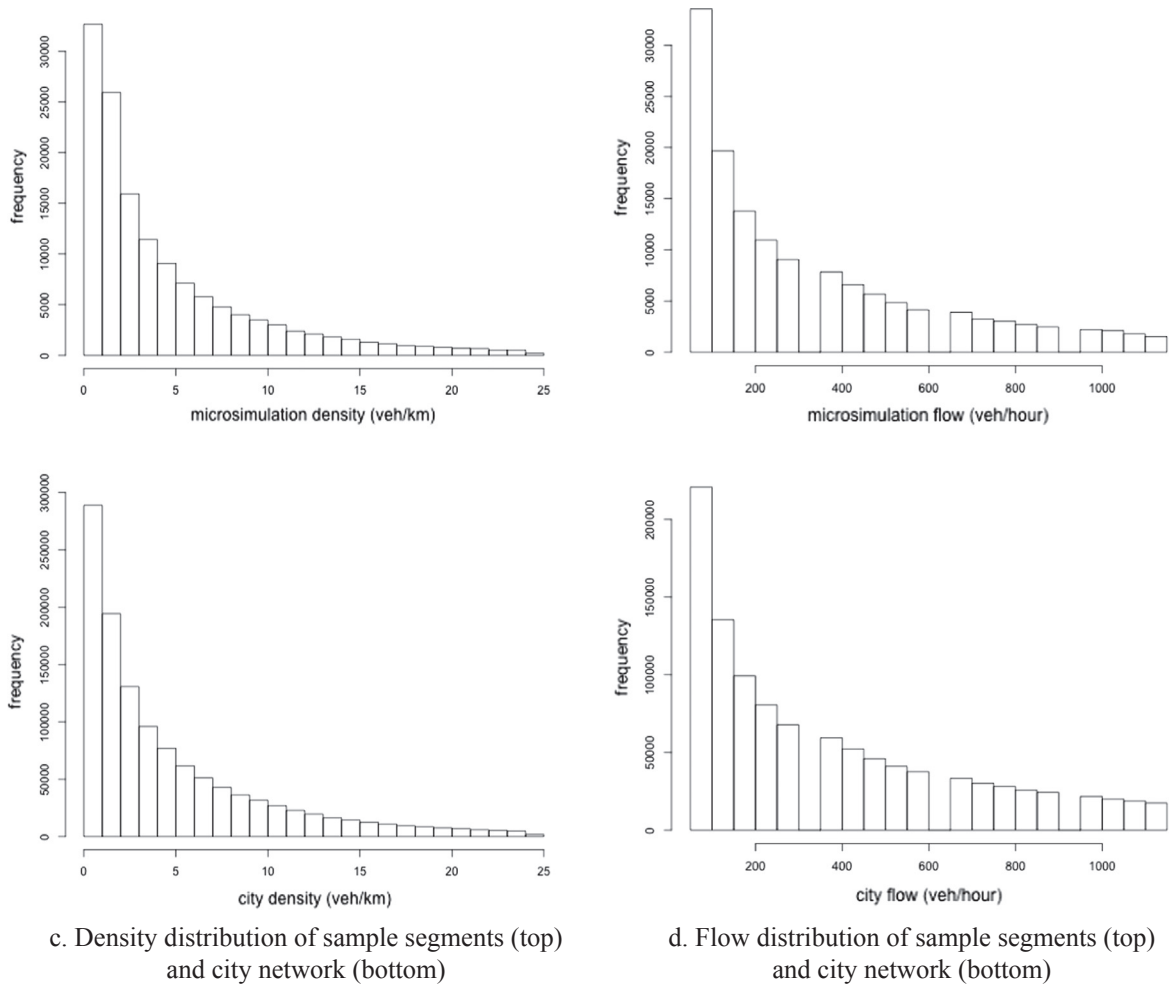 frequency
30000
25000
20000
15000
10000
5000
0
0 5 10 15 20 25
microsimulation density (veh/km)
frequency
30000
25000
20000
15000
10000
5000
0
200 400 600 800 1000
microsimulation flow (veh/hour)
frequency
300000
250000
200000
150000
100000
50000
0
0 5 10 15 20 25
city density (veh/km)
frequency
200000
150000
100000
50000
0
200 400 600 800 1000
city flow (veh/hour)
c. Density distribution of sample segments (top)
and city network (bottom)
d. Flow distribution of sample segments (top)
and city network (bottom)